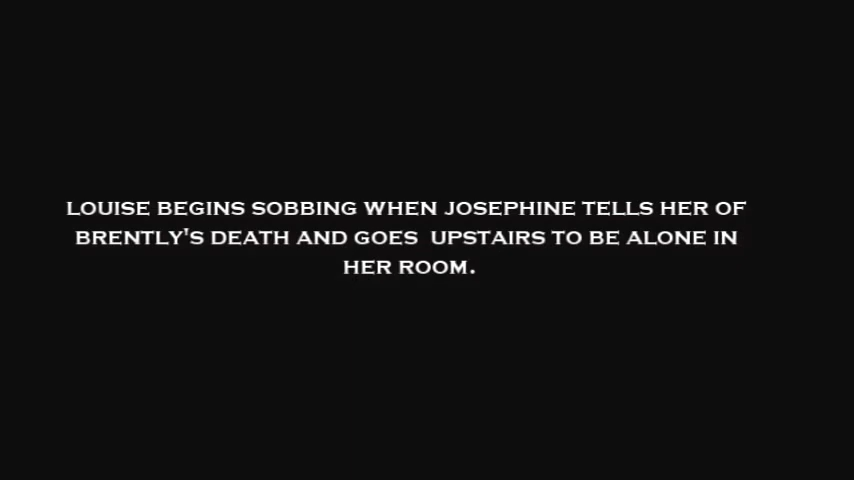 LOUISE BEGINS SOBBING WHEN JOSEPHINE TELLS HER OF
BRENTLY'S DEATH AND GOES  UPSTAIRS TO BE ALONE IN
HER ROOM.